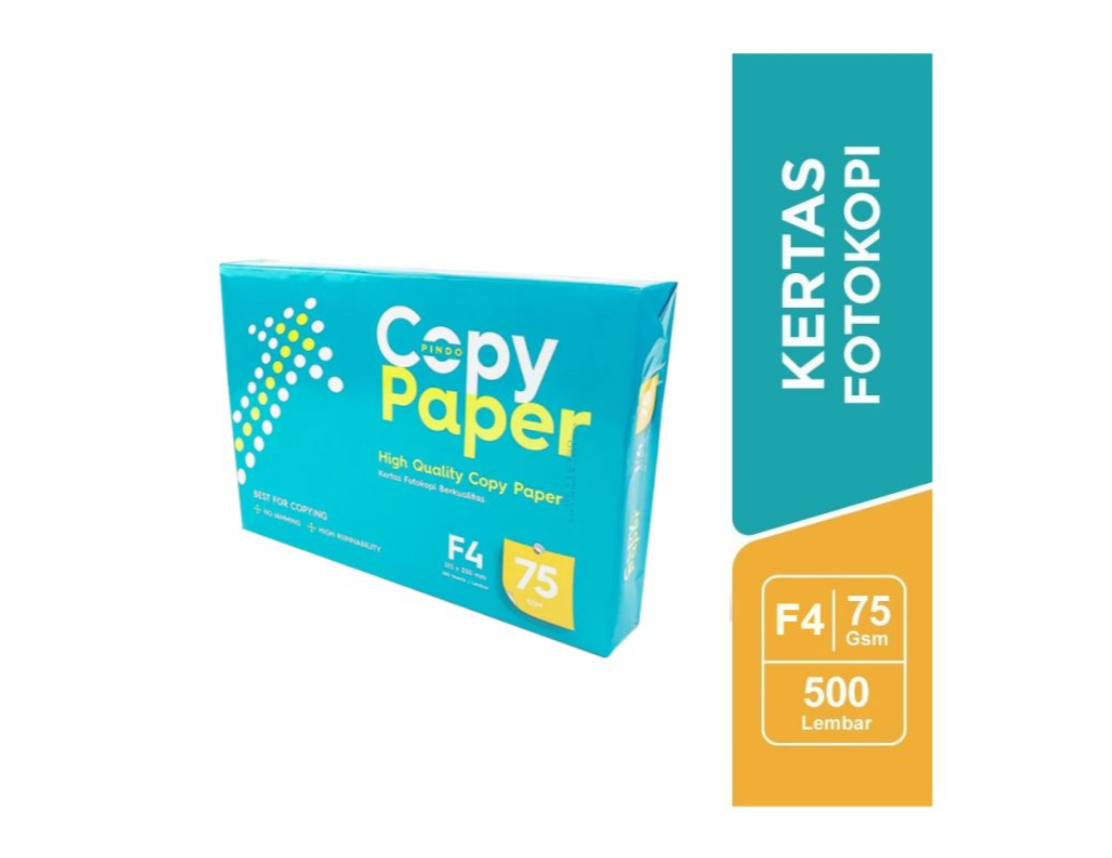 Copy
PINDO
Paper
High Quality Copy Paper
Kertas Fotokopi Berkualitas
BEST FOR COPYING
NO JAMMING
HIGH RUNNABILITY
F4
75
Paper
KERTAS
FOTOKOPI
F4
75
Gsm
500
Lembar